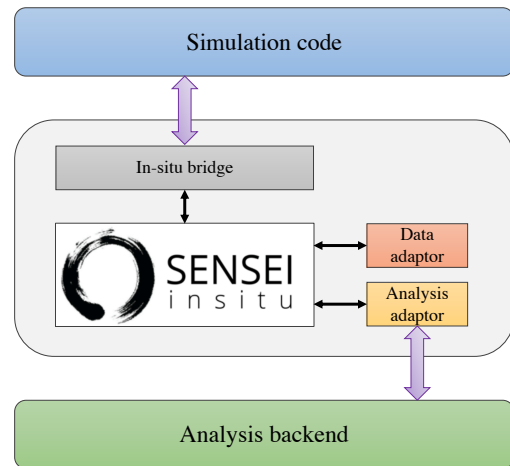 Simulation code
In-situ bridge
SENSEI
insitu
Data
adaptor
Analysis
adaptor
Analysis backend